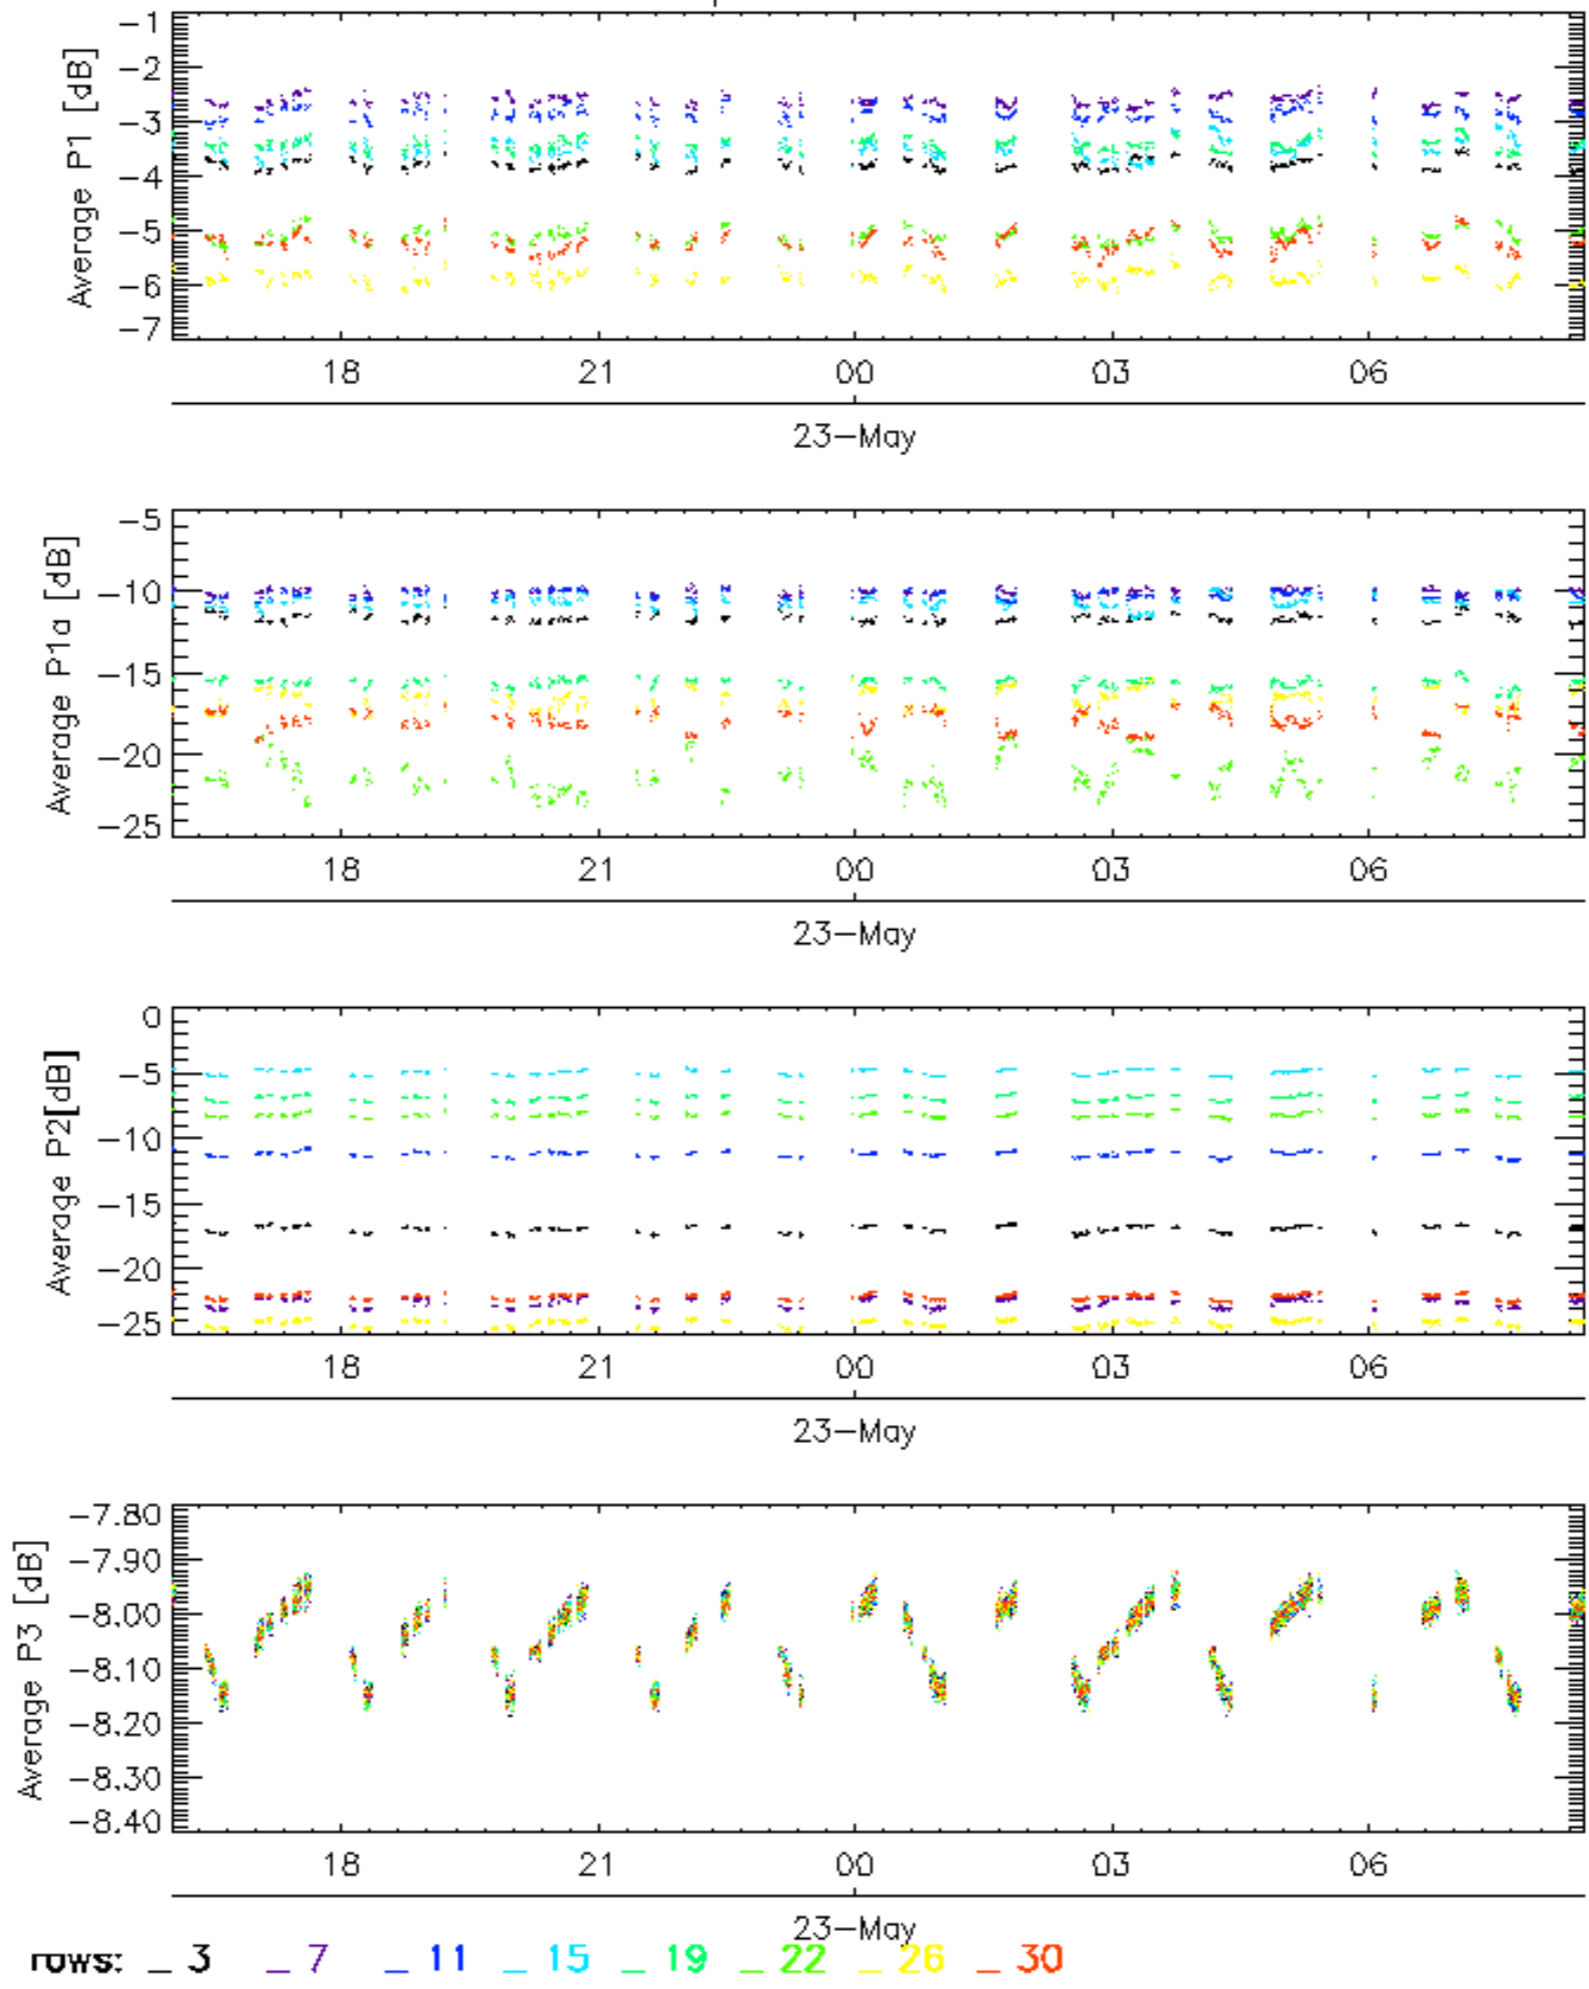 Average P1 [dB]
-1
-2
-3
-4
-5
-6
-7
18 21 00 03 06
23-May
Average P1a [dB]
-5
-10
-15
-20
-25
18 21 00 03 06
23-May
Average P2[dB]
0
-5
-10
-15
-20
-25
18 21 00 03 06
23-May
Average P3 [dB]
-7.80
-7.90
-8.00
-8.10
-8.20
-8.30
-8.40
18 21 00 03 06
23-May
rows: _ 3 _ 7 _ 11 _ 15 _ 19 _ 22 _ 26 _ 30